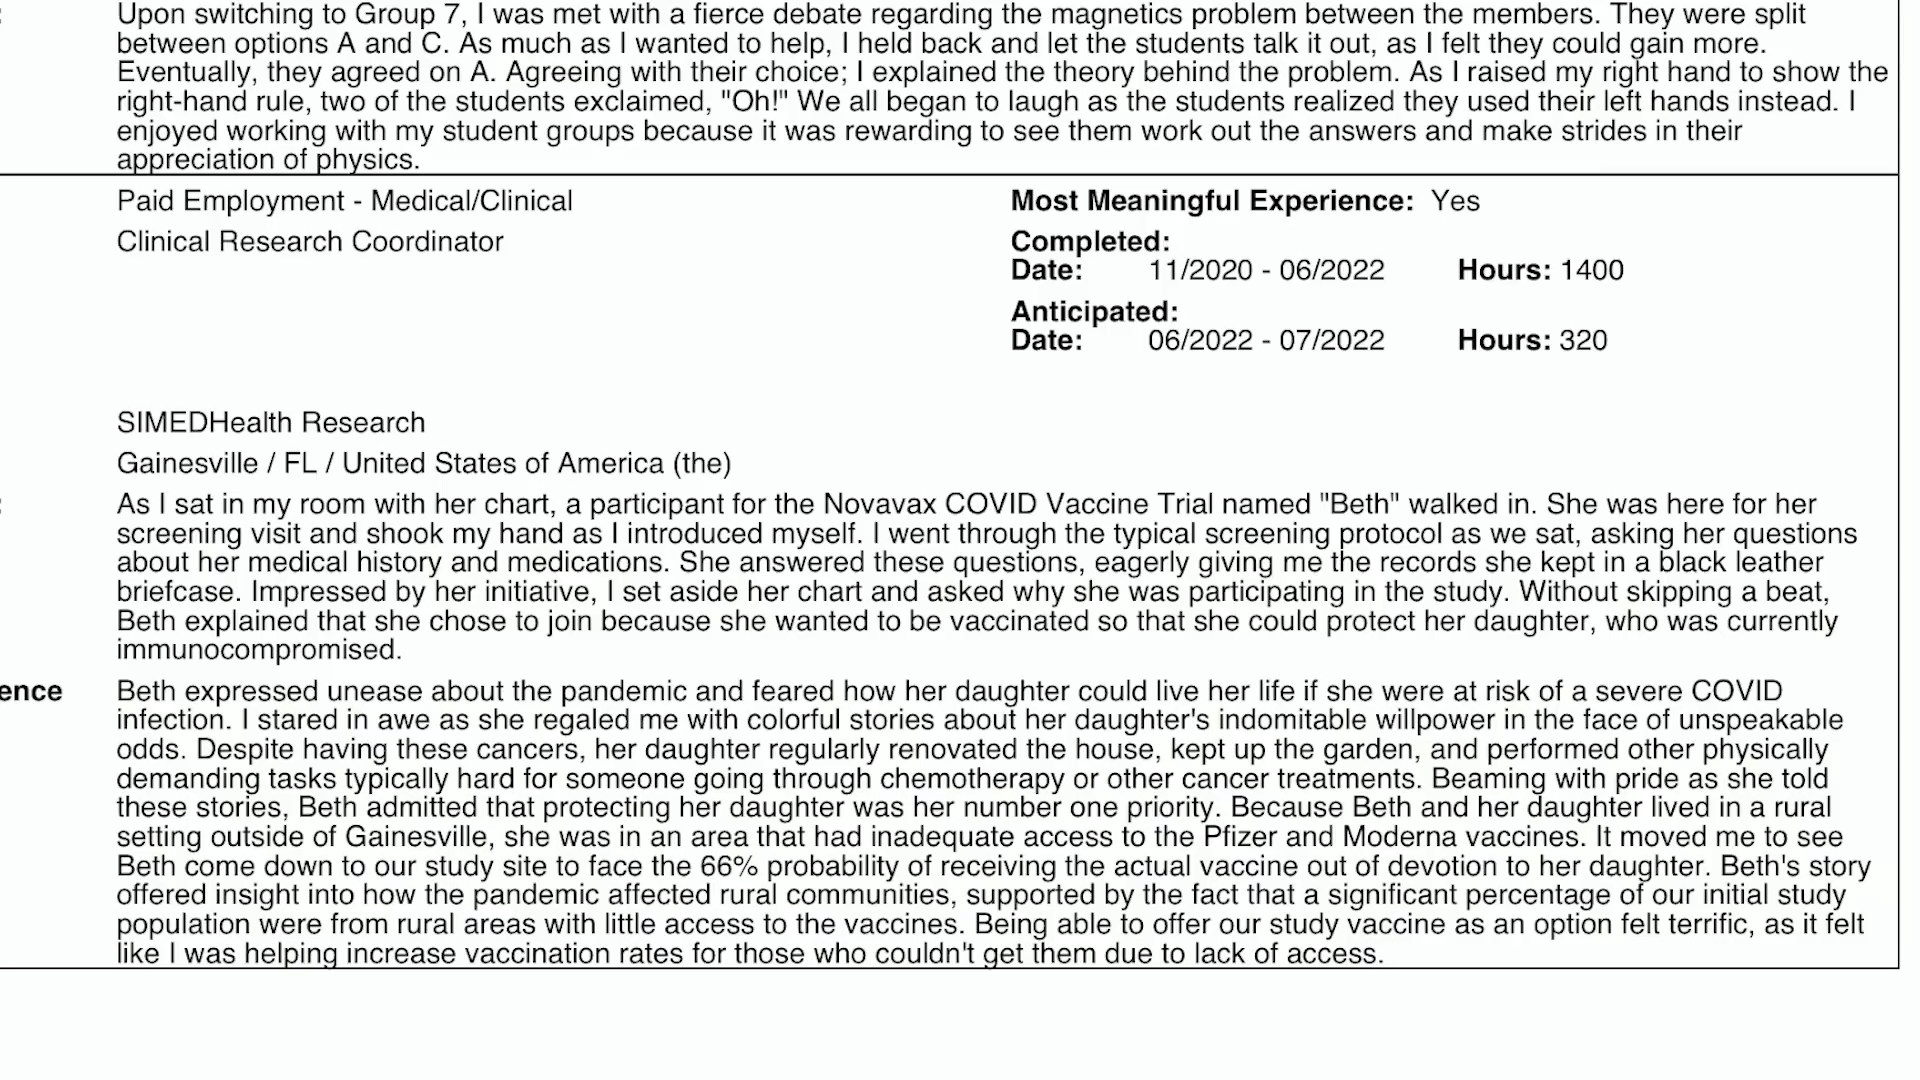 Upon switching to Group 7, I was met with a fierce debate regarding the magnetics problem between the members. They were split
between options A and C. As much as I wanted to help, I held back and let the students talk it out, as I felt they could gain more.
Eventually, they agreed on A. Agreeing with their choice; I explained the theory behind the problem. As I raised my right hand to show the
right-hand rule, two of the students exclaimed, "Oh!" We all began to laugh as the students realized they used their left hands instead. I
enjoyed working with my student groups because it was rewarding to see them work out the answers and make strides in their
appreciation of physics.
Paid Employment - Medical/Clinical
Most Meaningful Experience: Yes
Clinical Research Coordinator
Completed:
Date: 11/2020 - 06/2022 Hours: 1400
Anticipated:
Date: 06/2022 - 07/2022 Hours: 320
SIMEDHealth Research
Gainesville / FL / United States of America (the)
As I sat in my room with her chart, a participant for the Novavax COVID Vaccine Trial named "Beth" walked in. She was here for her
screening visit and shook my hand as I introduced myself. I went through the typical screening protocol as we sat, asking her questions
about her medical history and medications. She answered these questions, eagerly giving me the records she kept in a black leather
briefcase. Impressed by her initiative, I set aside her chart and asked why she was participating in the study. Without skipping a beat,
Beth explained that she chose to join because she wanted to be vaccinated so that she could protect her daughter, who was currently
immunocompromised.
ence Beth expressed unease about the pandemic and feared how her daughter could live her life if she were at risk of a severe COVID
infection. I stared in awe as she regaled me with colorful stories about her daughter's indomitable willpower in the face of unspeakable
odds. Despite having these cancers, her daughter regularly renovated the house, kept up the garden, and performed other physically
demanding tasks typically hard for someone going through chemotherapy or other cancer treatments. Beaming with pride as she told
these stories, Beth admitted that protecting her daughter was her number one priority. Because Beth and her daughter lived in a rural
setting outside of Gainesville, she was in an area that had inadequate access to the Pfizer and Moderna vaccines. It moved me to see
Beth come down to our study site to face the 66% probability of receiving the actual vaccine out of devotion to her daughter. Beth's story
offered insight into how the pandemic affected rural communities, supported by the fact that a significant percentage of our initial study
population were from rural areas with little access to the vaccines. Being able to offer our study vaccine as an option felt terrific, as it felt
like I was helping increase vaccination rates for those who couldn't get them due to lack of access.